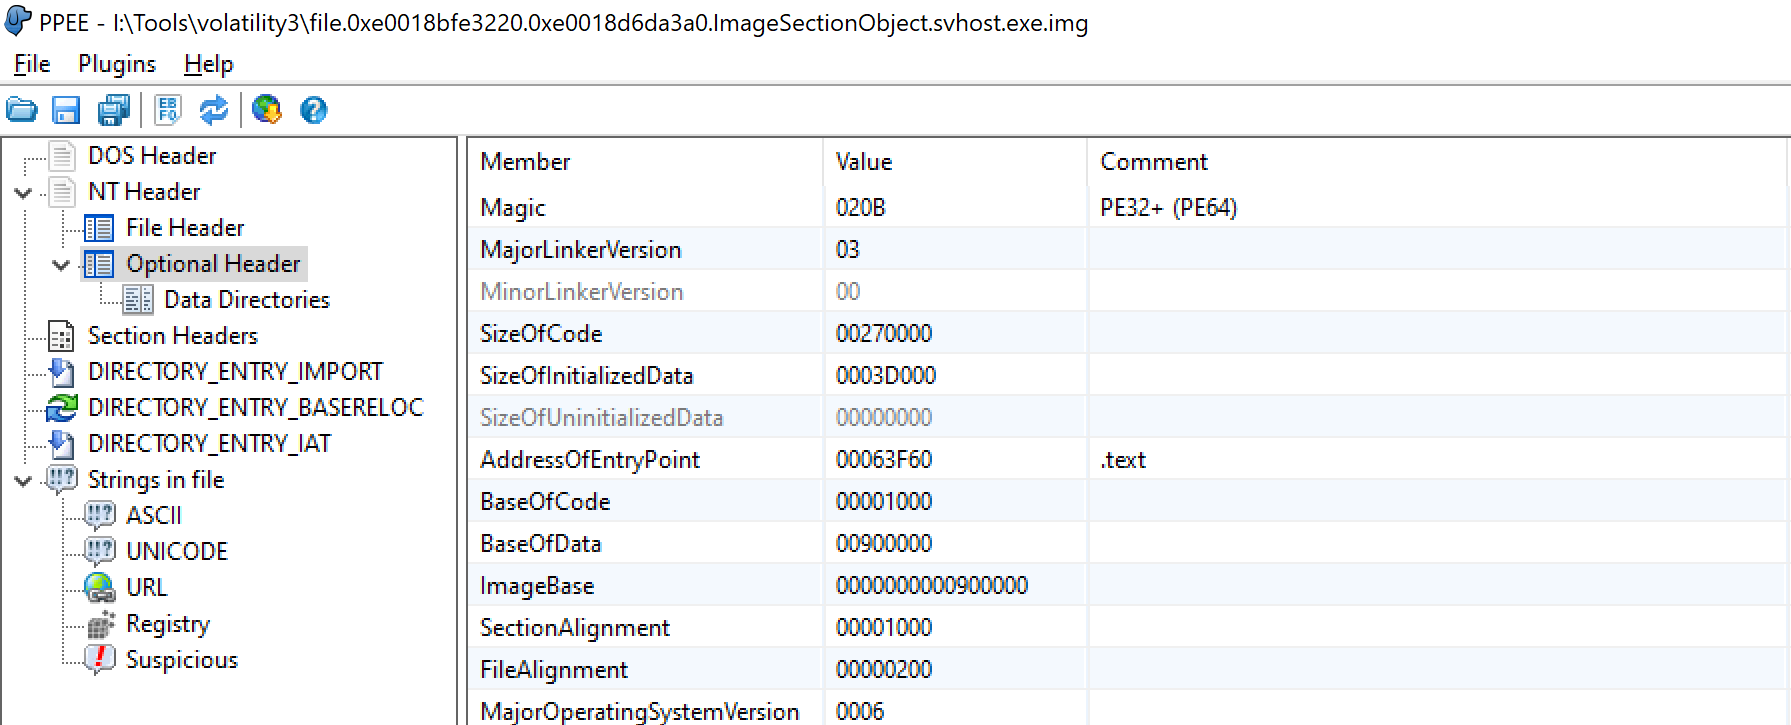 PPEE - I:\Tools\volatility3\file.0xe0018bfe3220.0xe0018d6da3a0.ImageSectionObject.svhost.exe.img
File Plugins Help
DOS Header
NT Header
File Header
Optional Header
Data Directories
Section Headers
DIRECTORY_ENTRY_IMPORT
DIRECTORY_ENTRY_BASERELOC
DIRECTORY_ENTRY_IAT
Strings in file
ASCII
UNICODE
URL
Registry
Suspicious
Member Value Comment
Magic 020B PE32+ (PE64)
MajorLinkerVersion 03
MinorLinkerVersion 00
SizeOfCode 00270000
SizeOfInitializedData 0003D000
SizeOfUninitializedData 00000000
AddressOfEntryPoint 00063F60 .text
BaseOfCode 00001000
BaseOfData 00900000
ImageBase 0000000000900000
SectionAlignment 00001000
FileAlignment 00000200
MajorOperatingSystemVersion 0006